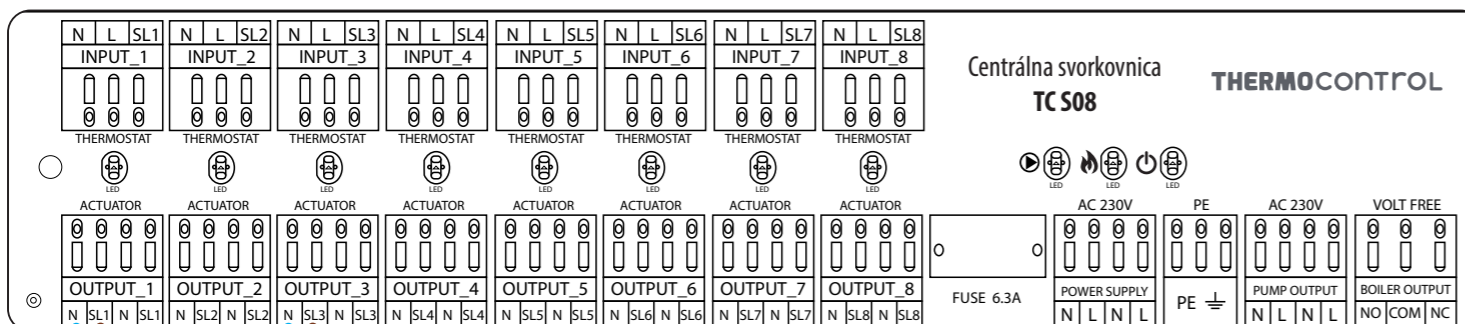 N L SL1 N L SL2 N L SL3 N L SL4 N L SL5 N L SL6 N L SL7 N L SL8
INPUT_1 INPUT_2 INPUT_3 INPUT_4 INPUT_5 INPUT_6 INPUT_7 INPUT_8
Centrálna svorkovnica
TC S08
THERMOCONTROL
THERMOSTAT THERMOSTAT THERMOSTAT THERMOSTAT THERMOSTAT THERMOSTAT THERMOSTAT THERMOSTAT
LED LED LED LED LED LED LED LED LED LED LED
ACTUATOR ACTUATOR ACTUATOR ACTUATOR ACTUATOR ACTUATOR ACTUATOR ACTUATOR AC 230V PE AC 230V VOLT FREE
OUTPUT_1 OUTPUT_2 OUTPUT_3 OUTPUT_4 OUTPUT_5 OUTPUT_6 OUTPUT_7 OUTPUT_8 FUSE 6.3A POWER SUPPLY PE PUMP OUTPUT BOILER OUTPUT
N SL1 N SL1 N SL2 N SL2 N SL3 N SL3 N SL4 N SL4 N SL5 N SL5 N SL6 N SL6 N SL7 N SL7 N SL8 N SL8 N L N L N L N L NO COM NC